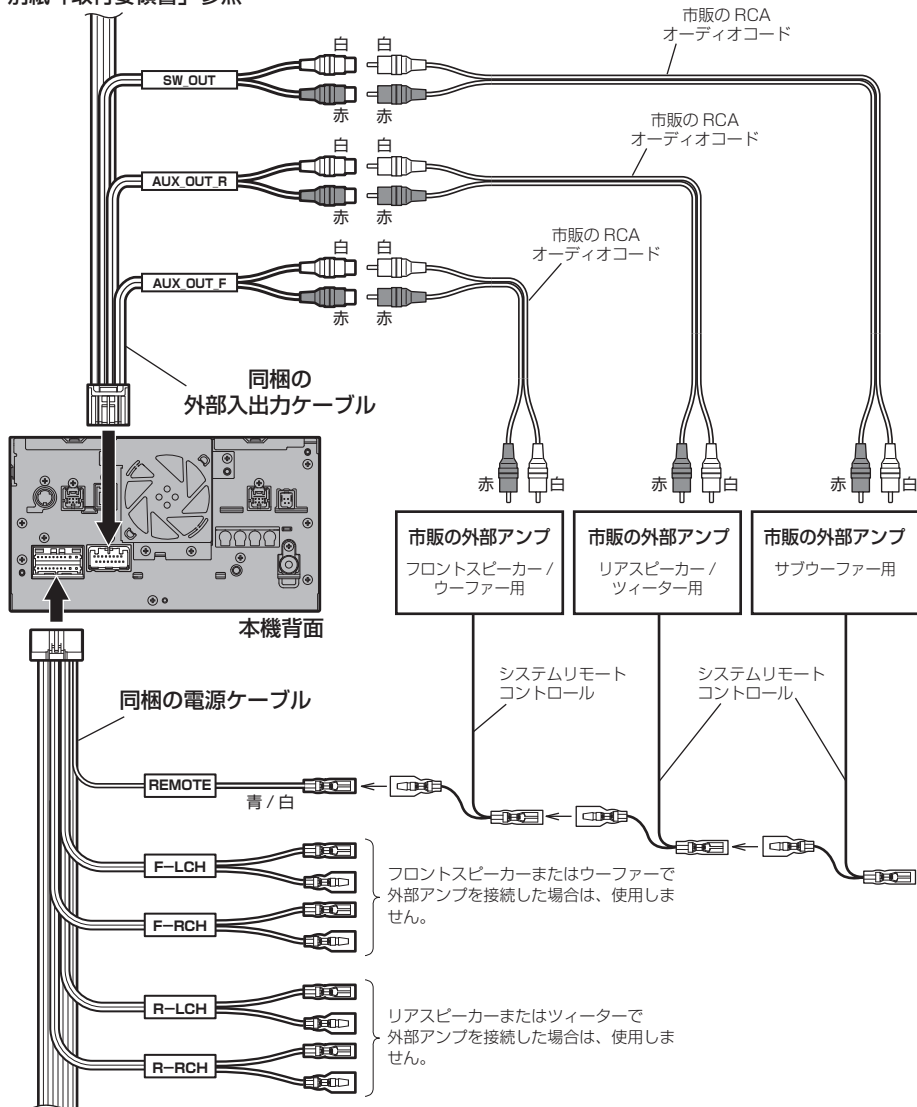 市販の RCA
オーディオコード
白 白
SW_OUT
赤 赤
市販の RCA
オーディオコード
白 白
AUX_OUT_R
赤 赤
市販の RCA
オーディオコード
白 白
AUX_OUT_F
赤 赤
同梱の
外部入出力ケーブル
赤 白
赤 白
赤 白
市販の外部アンプ
フロントスピーカー /
ウーファー用
市販の外部アンプ
リアスピーカー /
ツィーター用
市販の外部アンプ
サブウーファー用
本機背面
システムリモート
コントロール
システムリモート
コントロール
同梱の電源ケーブル
REMOTE
青 / 白
F−LCH
F−RCH
フロントスピーカーまたはウーファーで
外部アンプを接続した場合は、使用しま
せん。
R−LCH
R−RCH
リアスピーカーまたはツィーターで
外部アンプを接続した場合は、使用しま
せん。